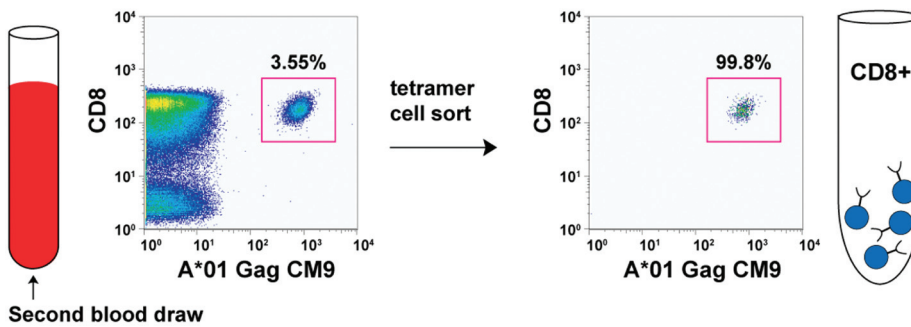 10⁴
10³
10²
10¹
10⁰
CD8
3.55%
10⁰ 10¹ 10² 10³ 10⁴
A*01 Gag CM9
Second blood draw
tetramer
cell sort
10⁴
10³
10²
10¹
10⁰
CD8
99.8%
10⁰ 10¹ 10² 10³ 10⁴
A*01 Gag CM9
CD8+